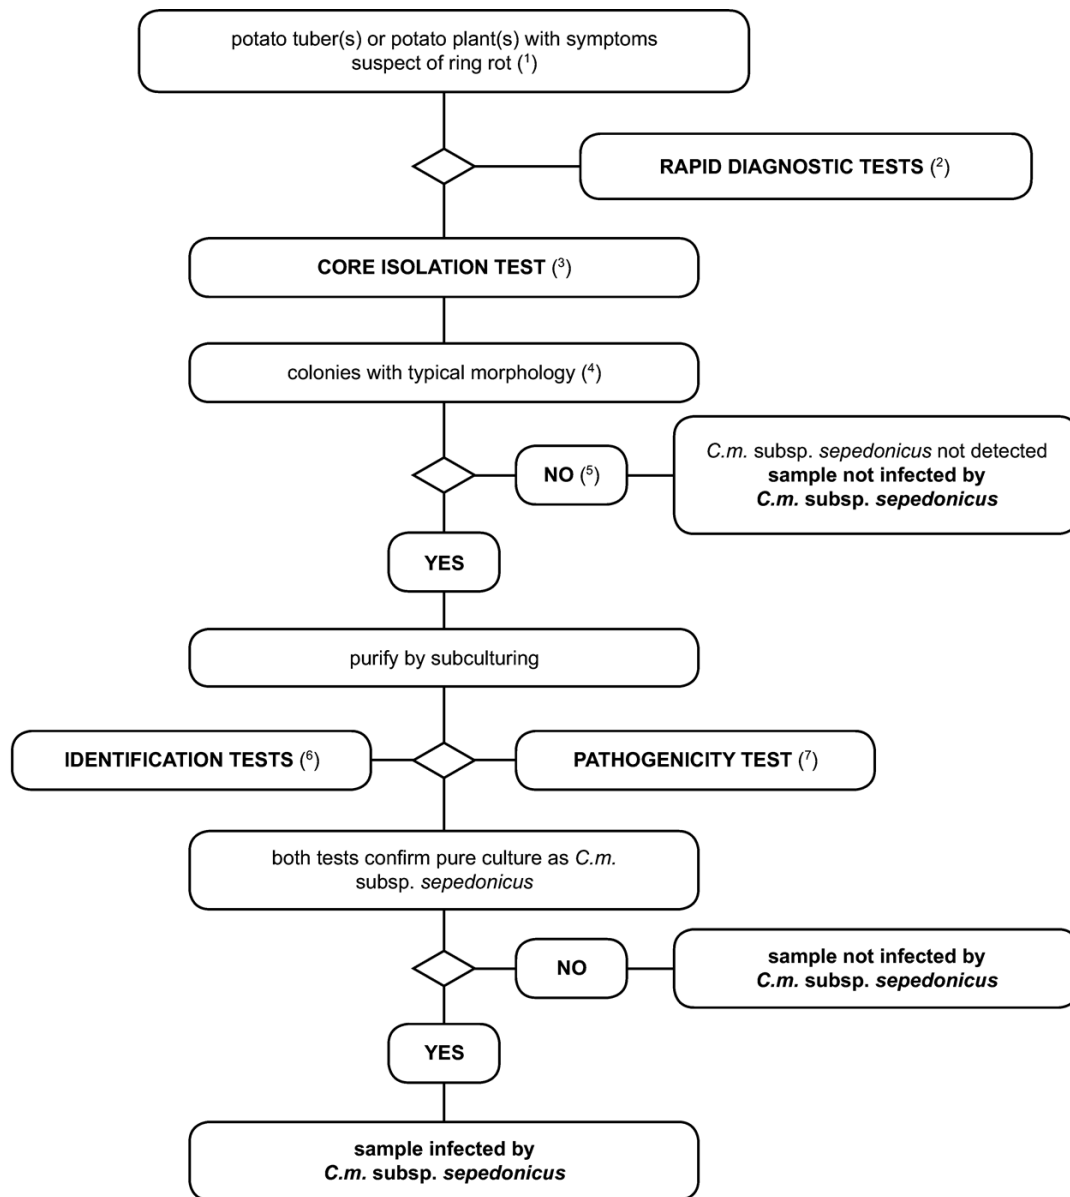 potato tuber(s) or potato plant(s) with symptoms
suspect of ring rot (¹)
RAPID DIAGNOSTIC TESTS (²)
CORE ISOLATION TEST (³)
colonies with typical morphology (⁴)
NO (⁵)
C.m. subsp. sepedonicus not detected
sample not infected by
C.m. subsp. sepedonicus
YES
purify by subculturing
IDENTIFICATION TESTS (⁶)
PATHOGENICITY TEST (⁷)
both tests confirm pure culture as C.m.
subsp. sepedonicus
NO
sample not infected by
C.m. subsp. sepedonicus
YES
sample infected by
C.m. subsp. sepedonicus